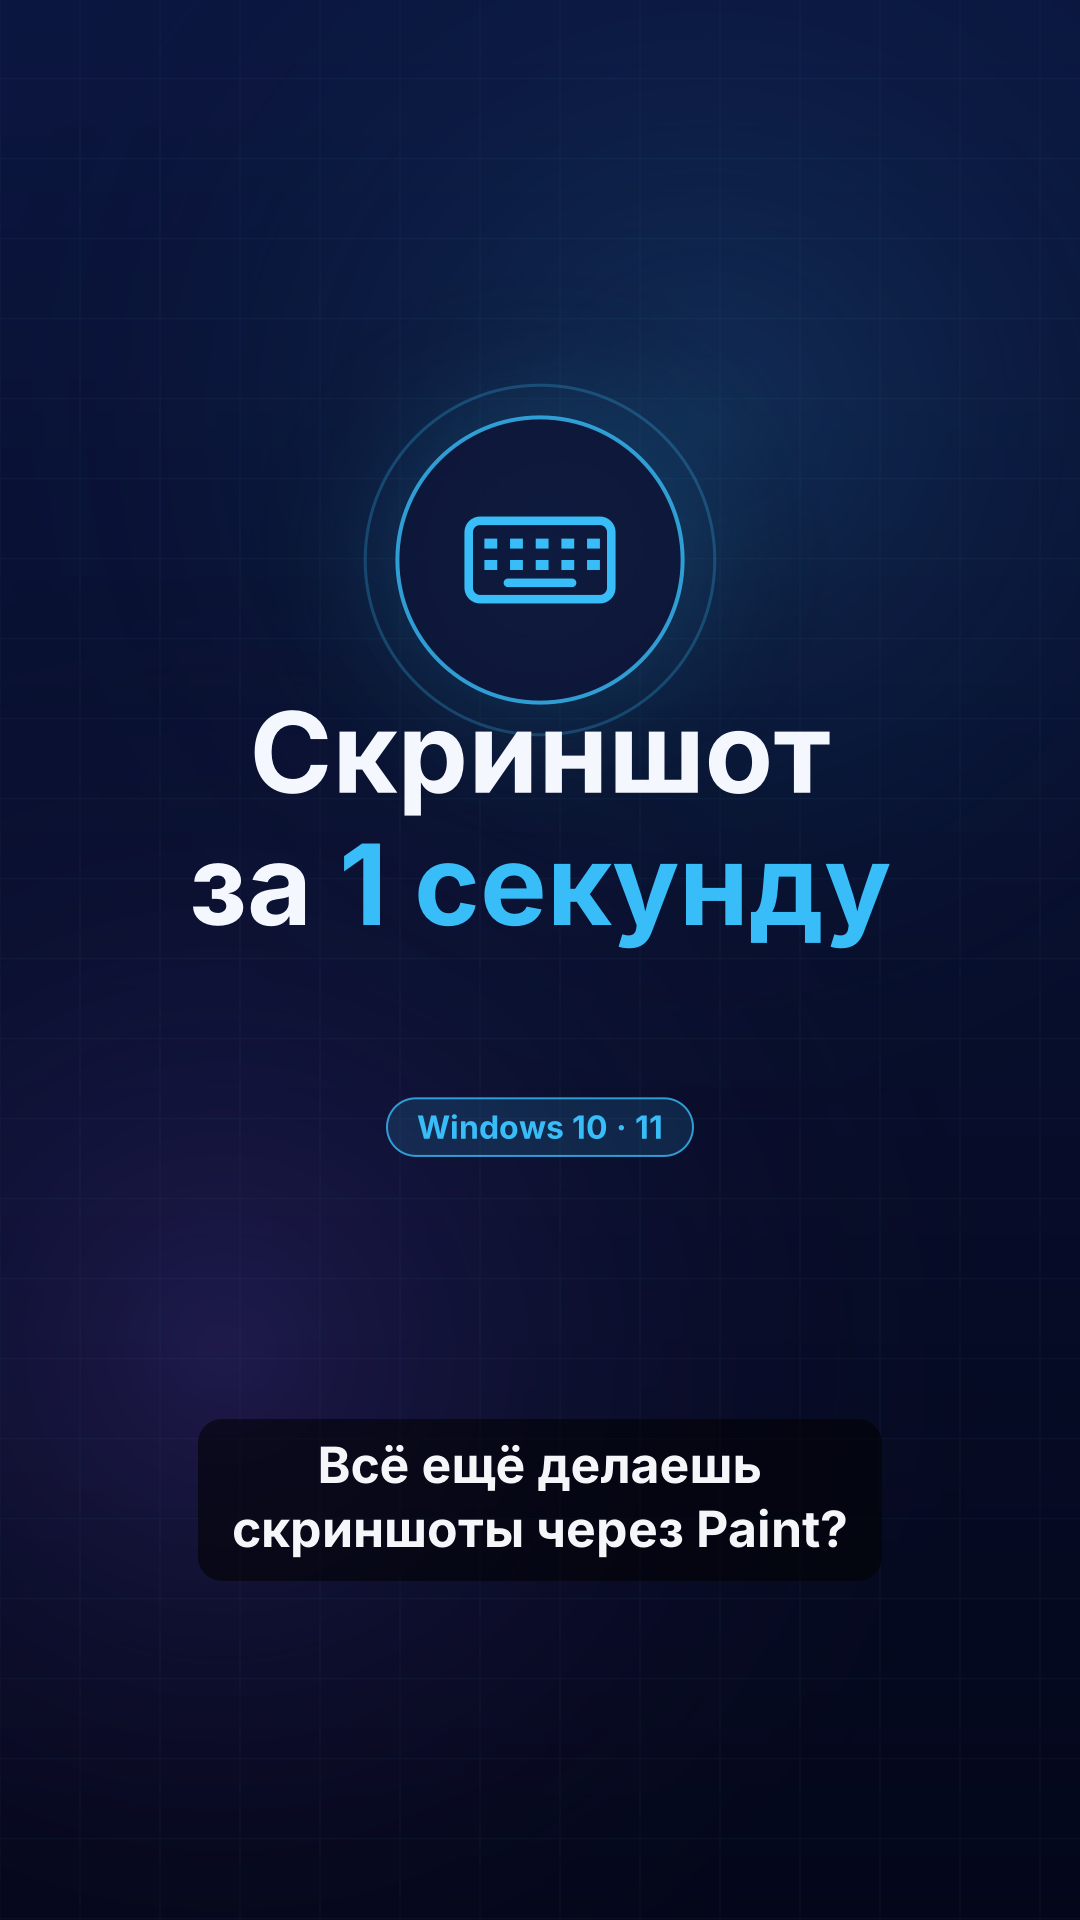 Скриншот
за 1 секунду
Windows 10 · 11
Всё ещё делаешь
скриншоты через Paint?